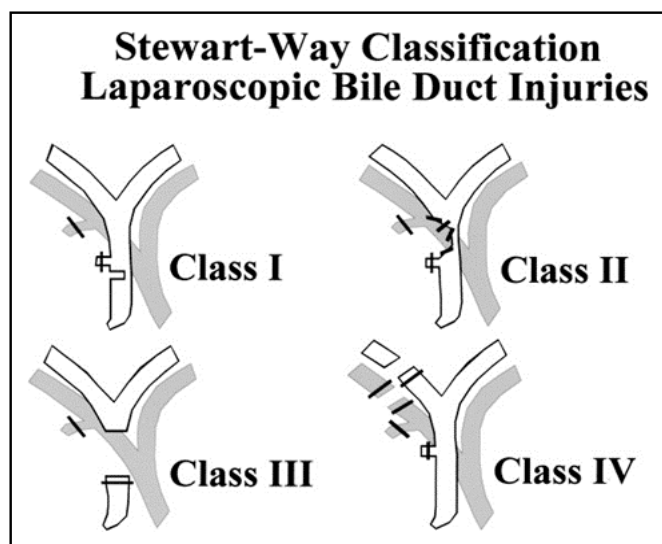 Stewart-Way Classification
Laparoscopic Bile Duct Injuries
Class I
Class II
Class III
Class IV